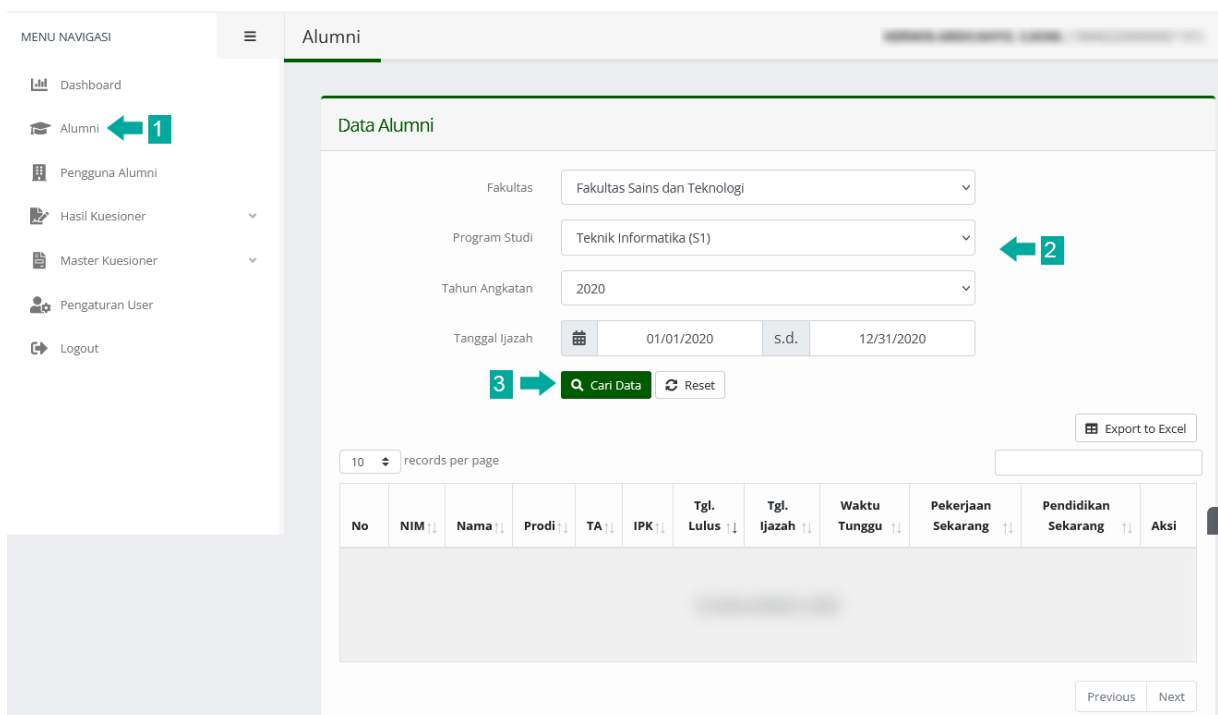 MENU NAVIGASI
Alumni
Dashboard
Alumni 1
Pengguna Alumni
Hasil Kuesioner
Master Kuesioner
Pengaturan User
Logout
Data Alumni
Fakultas Fakultas Sains dan Teknologi
Program Studi Teknik Informatika (S1)
2
Tahun Angkatan 2020
Tanggal Ijazah 01/01/2020 s.d. 12/31/2020
3 Cari Data Reset
Export to Excel
10 records per page
No NIM Nama Prodi TA IPK Tgl. Lulus Tgl. Ijazah Waktu Tunggu Pekerjaan Sekarang Pendidikan Sekarang Aksi
Previous Next